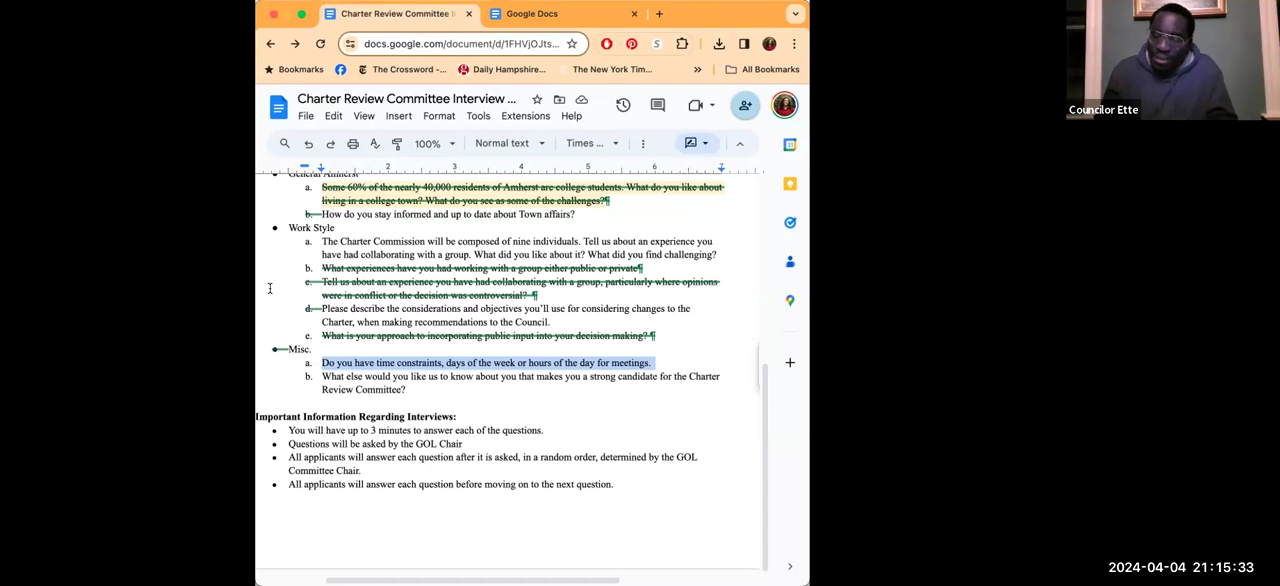 Charter Review Committee I
Google Docs
docs.google.com/document/d/1FHVjOJts...
Bookmarks
The Crossword -...
Daily Hampshire...
The New York Tim...
»
All Bookmarks
Charter Review Committee Interview ...
File Edit View Insert Format Tools Extensions Help
100% Normal text Times ...
1 2 3 4 5 6 7
General Amherst
a. Some 60% of the nearly 40,000 residents of Amherst are college students. What do you like about
living in a college town? What do you see as some of the challenges?¶
b. How do you stay informed and up to date about Town affairs?
● Work Style
a. The Charter Commission will be composed of nine individuals. Tell us about an experience you
have had collaborating with a group. What did you like about it? What did you find challenging?
b. What experiences have you had working with a group either public or private¶
c. Tell us about an experience you have had collaborating with a group, particularly where opinions
were in conflict or the decision was controversial? ¶
d. Please describe the considerations and objectives you'll use for considering changes to the
Charter, when making recommendations to the Council.
e. What is your approach to incorporating public input into your decision making? ¶
● Misc.
a. Do you have time constraints, days of the week or hours of the day for meetings.
b. What else would you like us to know about you that makes you a strong candidate for the Charter
Review Committee?
Important Information Regarding Interviews:
● You will have up to 3 minutes to answer each of the questions.
● Questions will be asked by the GOL Chair
● All applicants will answer each question after it is asked, in a random order, determined by the GOL
Committee Chair.
● All applicants will answer each question before moving on to the next question.
Councilor Ette
2024-04-04 21:15:33